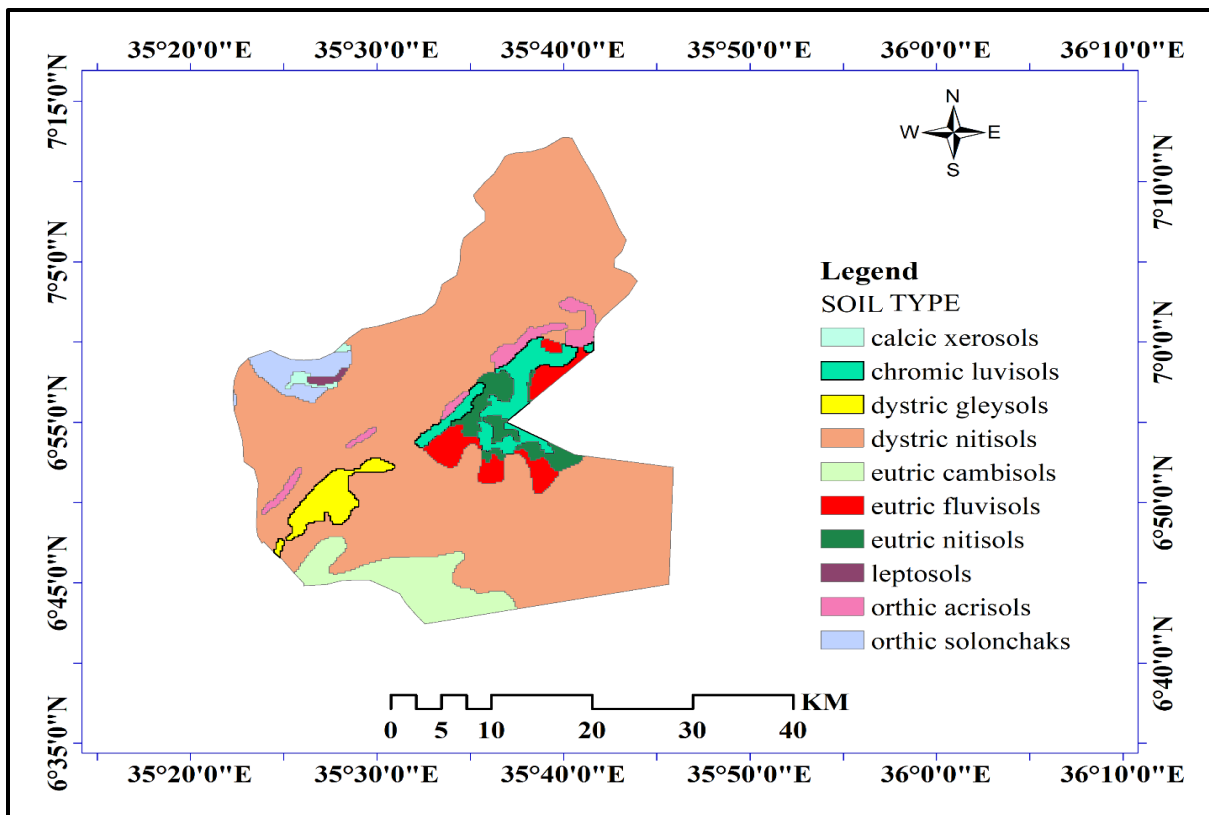 35°20'0"E 35°30'0"E 35°40'0"E 35°50'0"E 36°0'0"E 36°10'0"E
7°15'0"N
7°5'0"N
6°55'0"N
6°45'0"N
6°35'0"N
N
W E
S
7°10'0"N
7°0'0"N
6°50'0"N
6°40'0"N
Legend
SOIL TYPE
calcic xerosols
chromic luvisols
dystric gleysols
dystric nitisols
eutric cambisols
eutric fluvisols
eutric nitisols
leptosols
orthic acrisols
orthic solonchaks
KM
0 5 10 20 30 40
35°20'0"E 35°30'0"E 35°40'0"E 35°50'0"E 36°0'0"E 36°10'0"E